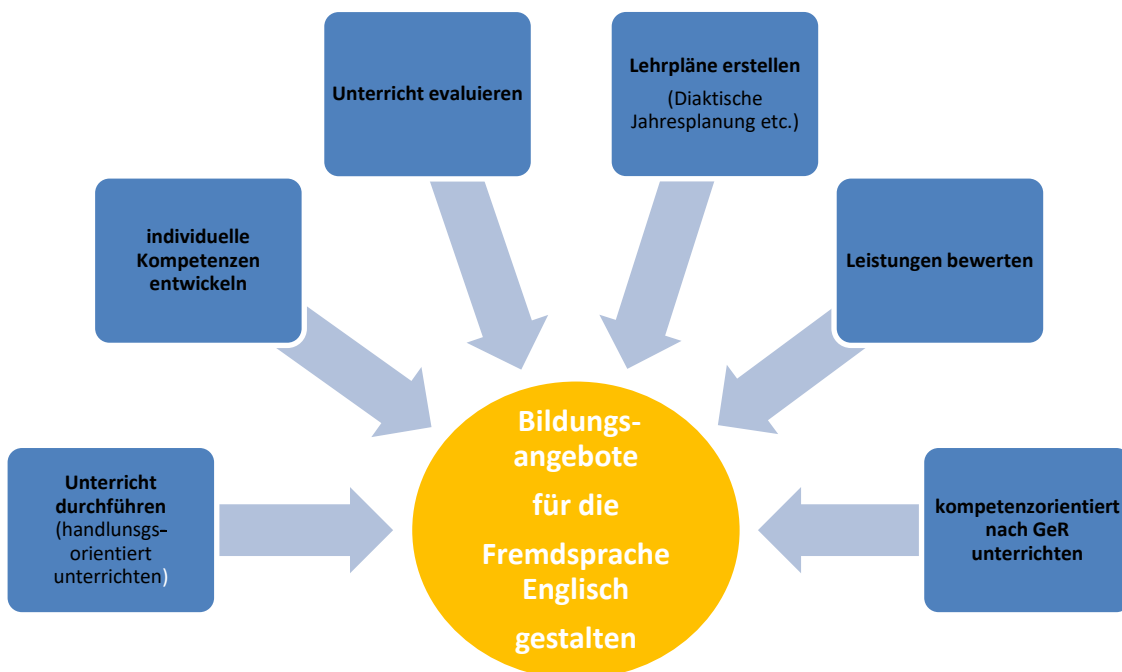 Unterricht evaluieren
Lehrpläne erstellen
(Diaktische
Jahresplanung etc.)
individuelle
Kompetenzen
entwickeln
Leistungen bewerten
Unterricht
durchführen
(handlunsgs-
orientiert
unterrichten)
kompetenzorientiert
nach GeR
unterrichten
Bildungs-
angebote
für die
Fremdsprache
Englisch
gestalten